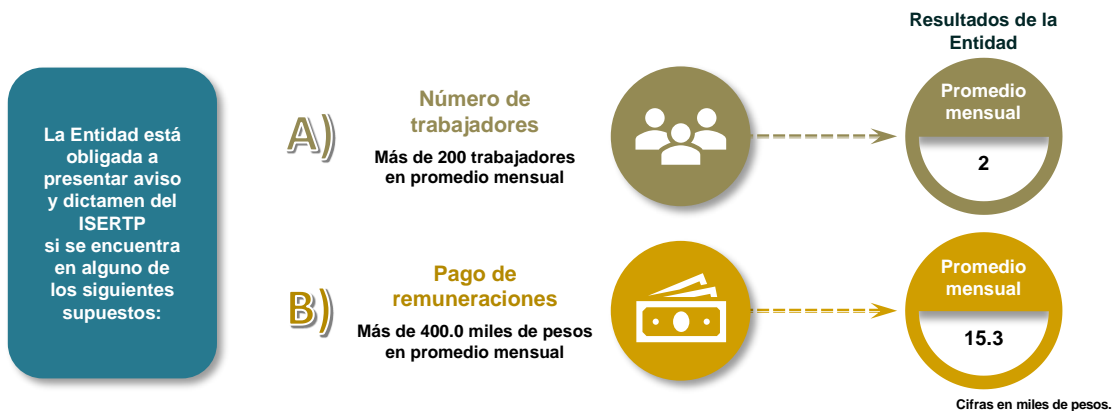 La Entidad está
obligada a
presentar aviso
y dictamen del
ISERTP
si se encuentra
en alguno de
los siguientes
supuestos:
A)
Número de
trabajadores
Más de 200 trabajadores
en promedio mensual
Resultados de la
Entidad
Promedio
mensual
2
B)
Pago de
remuneraciones
Más de 400.0 miles de pesos
en promedio mensual
Promedio
mensual
15.3
Cifras en miles de pesos.